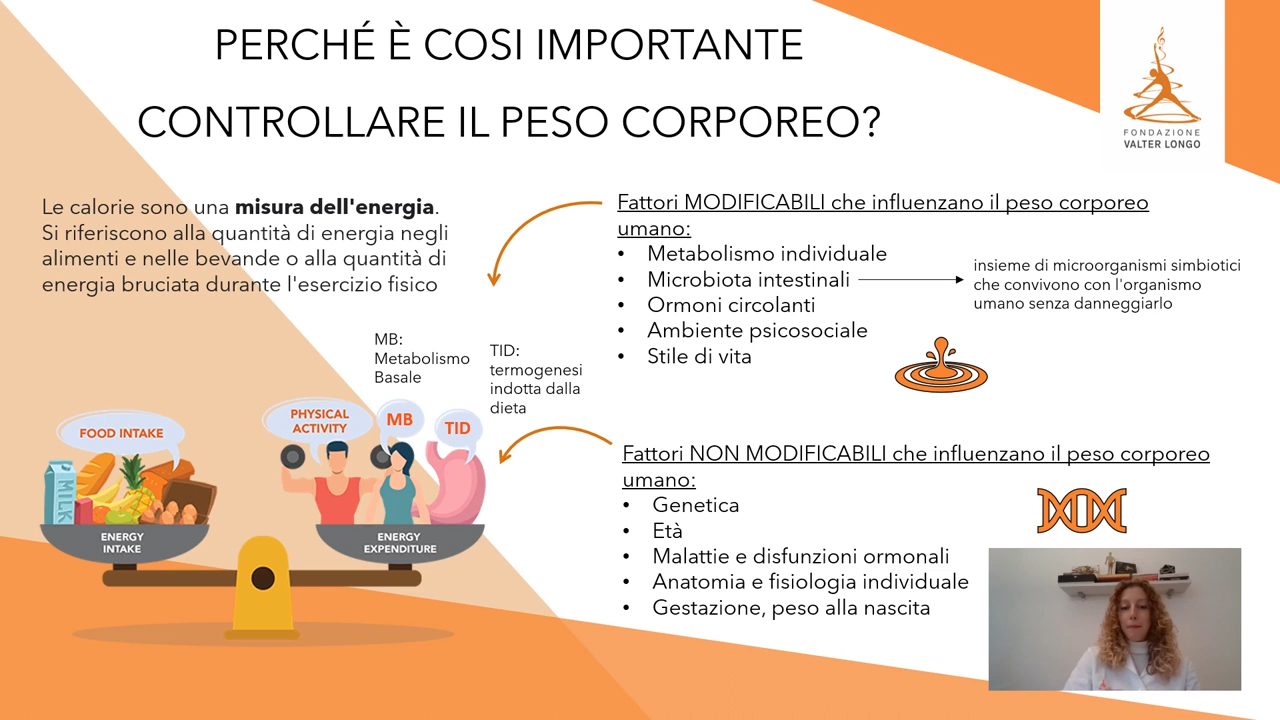 PERCHÉ È COSI IMPORTANTE
CONTROLLARE IL PESO CORPOREO?
FONDAZIONE
VALTER LONGO
Le calorie sono una misura dell'energia.
Si riferiscono alla quantità di energia negli
alimenti e nelle bevande o alla quantità di
energia bruciata durante l'esercizio fisico
MB:
Metabolismo
Basale
TID:
termogenesi
indotta dalla
dieta
FOOD INTAKE
PHYSICAL
ACTIVITY
MB
TID
MILK
ENERGY
INTAKE
ENERGY
EXPENDITURE
Fattori MODIFICABILI che influenzano il peso corporeo
umano:
• Metabolismo individuale
• Microbiota intestinali
• Ormoni circolanti
• Ambiente psicosociale
• Stile di vita
insieme di microorganismi simbiotici
che convivono con l'organismo
umano senza danneggiarlo
Fattori NON MODIFICABILI che influenzano il peso corporeo
umano:
• Genetica
• Età
• Malattie e disfunzioni ormonali
• Anatomia e fisiologia individuale
• Gestazione, peso alla nascita